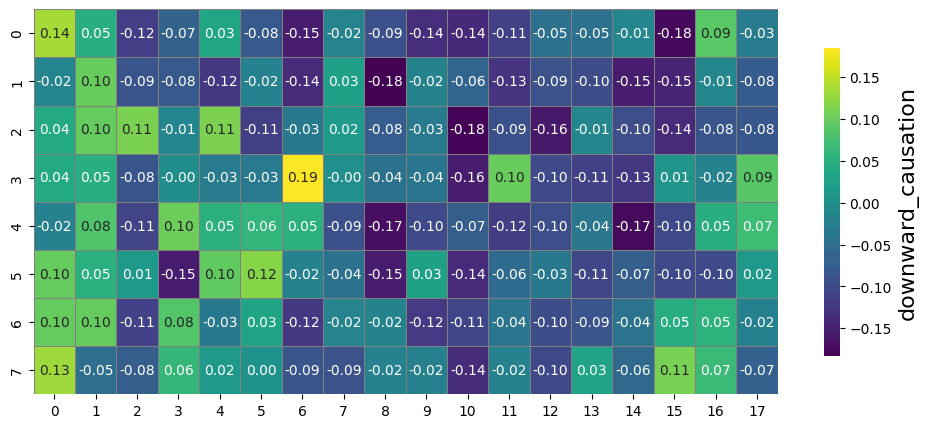 0 0.14 0.05 -0.12 -0.07 0.03 -0.08 -0.15 -0.02 -0.09 -0.14 -0.14 -0.11 -0.05 -0.05 -0.01 -0.18 0.09 -0.03
1 -0.02 0.10 -0.09 -0.08 -0.12 -0.02 -0.14 0.03 -0.18 -0.02 -0.06 -0.13 -0.09 -0.10 -0.15 -0.15 -0.01 -0.08
2 0.04 0.10 0.11 -0.01 0.11 -0.11 -0.03 0.02 -0.08 -0.03 -0.18 -0.09 -0.16 -0.01 -0.10 -0.14 -0.08 -0.08
3 0.04 0.05 -0.08 -0.00 -0.03 -0.03 0.19 -0.00 -0.04 -0.04 -0.16 0.10 -0.10 -0.11 -0.13 0.01 -0.02 0.09
4 -0.02 0.08 -0.11 0.10 0.05 0.06 0.05 -0.09 -0.17 -0.10 -0.07 -0.12 -0.10 -0.04 -0.17 -0.10 0.05 0.07
5 0.10 0.05 0.01 -0.15 0.10 0.12 -0.02 -0.04 -0.15 0.03 -0.14 -0.06 -0.03 -0.11 -0.07 -0.10 -0.10 0.02
6 0.10 0.10 -0.11 0.08 -0.03 0.03 -0.12 -0.02 -0.02 -0.12 -0.11 -0.04 -0.10 -0.09 -0.04 0.05 0.05 -0.02
7 0.13 -0.05 -0.08 0.06 0.02 0.00 -0.09 -0.09 -0.02 -0.02 -0.14 -0.02 -0.10 0.03 -0.06 0.11 0.07 -0.07
0 1 2 3 4 5 6 7 8 9 10 11 12 13 14 15 16 17
0.15
0.10
0.05
0.00
−0.05
−0.10
−0.15
downward_causation